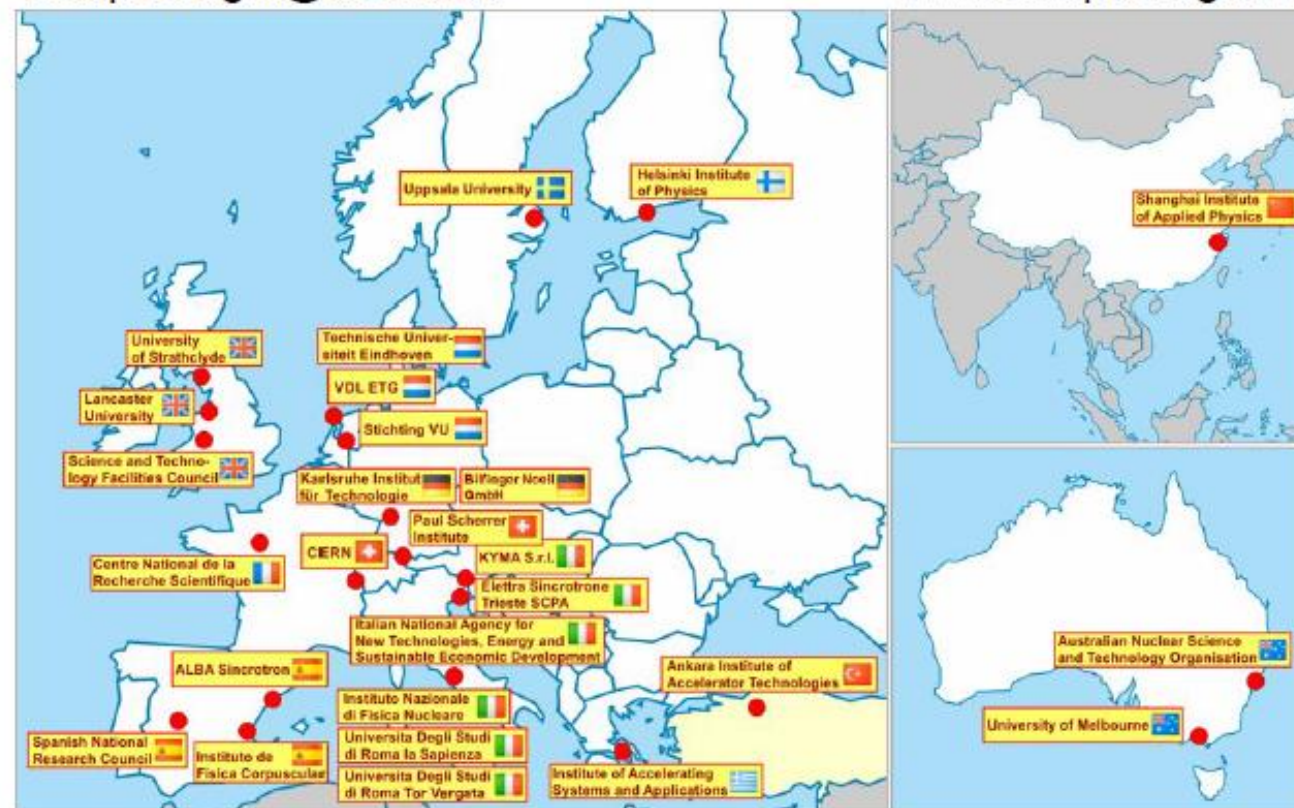 Uppsala University
Helsinki Institute
of Physics
Shanghai Institute
of Applied Physics
University
of Strathclyde
Technische Univer-
siteit Eindhoven
VDL ETG
Lancaster
University
Stichting VU
Science and Techno-
logy Facilities Council
Karlsruhe Institut
für Technologie
Bilfinger Noell
GmbH
Paul Scherrer
Institute
CIERN
KYMA S.r.l.
Centre National de la
Recherche Scientifique
Elettra Sincrotrone
Trieste SCPA
Italian National Agency for
New Technologies, Energy and
Sustainable Economic Development
ALBA Sincrotron
Ankara Institute of
Accelerator Technologies
Australian Nuclear Science
and Technology Organisation
Instituto Nazionale
di Fisica Nucleare
University of Melbourne
Spanish National
Research Council
Instituto de
Fisica Corpusculae
Universita Degli Studi
di Roma la Sapienza
Institute of Accelerating
Systems and Applications
Universita Degli Studi
di Roma Tor Vergata